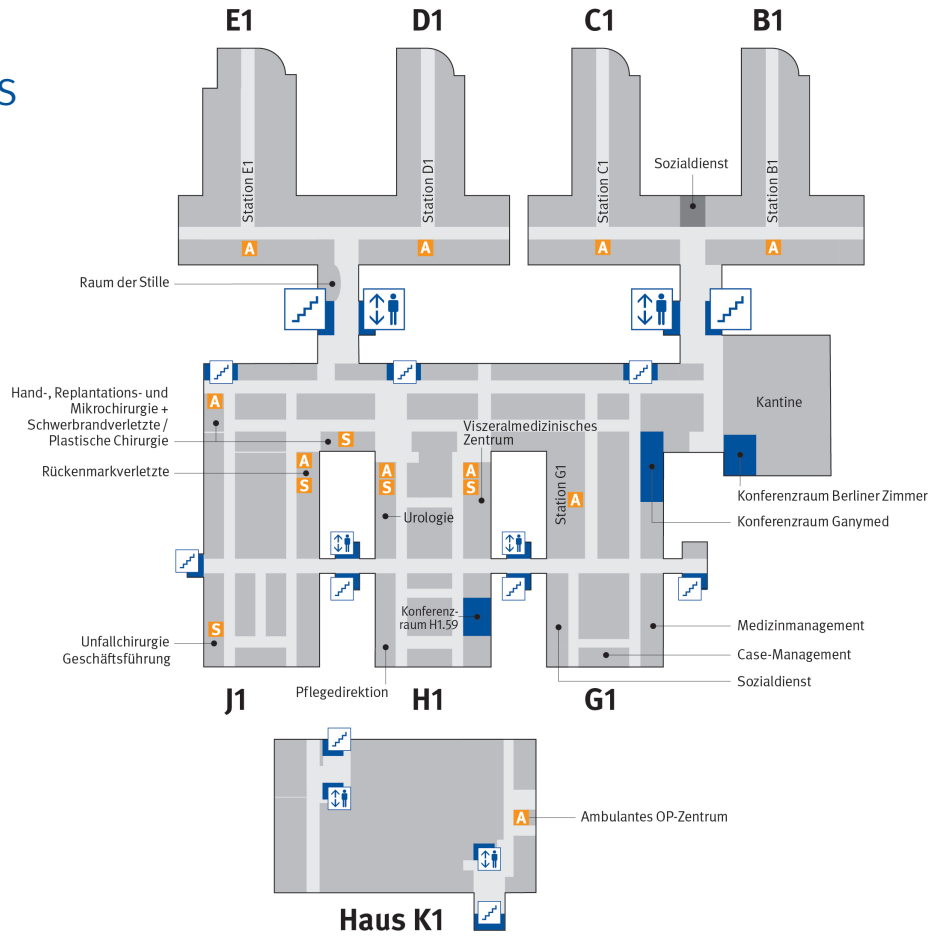 E1
D1
C1
B1
S
Station E1
Station D1
Station C1
Sozialdienst
Station B1
A
A
A
A
Raum der Stille
Hand-, Replantations- und
Mikrochirurgie +
Schwerbrandverletzte /
Plastische Chirurgie
A
S
Kantine
Viszeralmedizinisches
Zentrum
Rückenmarkverletzte
A
S
A
S
A
S
Station G1
A
Urologie
Konferenzraum Berliner Zimmer
Konferenzraum Ganymed
Konferenz-
raum H1.59
S
Unfallchirurgie
Geschäftsführung
Medizinmanagement
Case-Management
Sozialdienst
Pflegedirektion
J1
H1
G1
A
Ambulantes OP-Zentrum
Haus K1